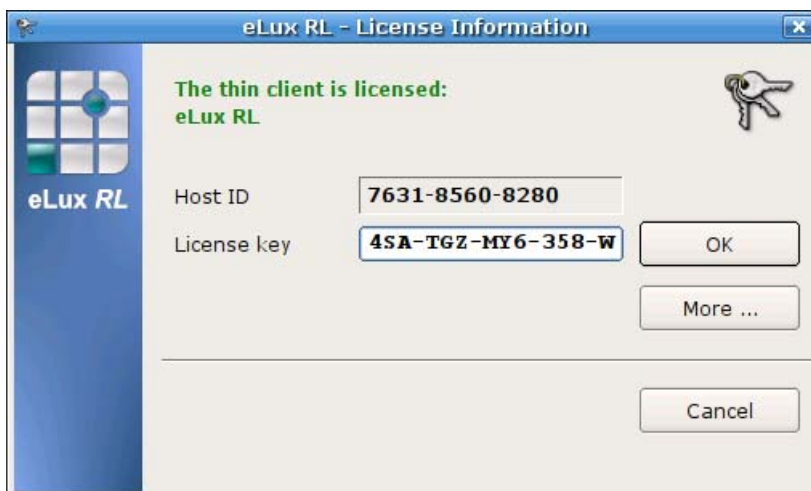 eLux RL - License Information
The thin client is licensed:
eLux RL
eLux RL
Host ID 7631-8560-8280
License key 4SA-TGZ-MY6-358-W OK
More ...
Cancel